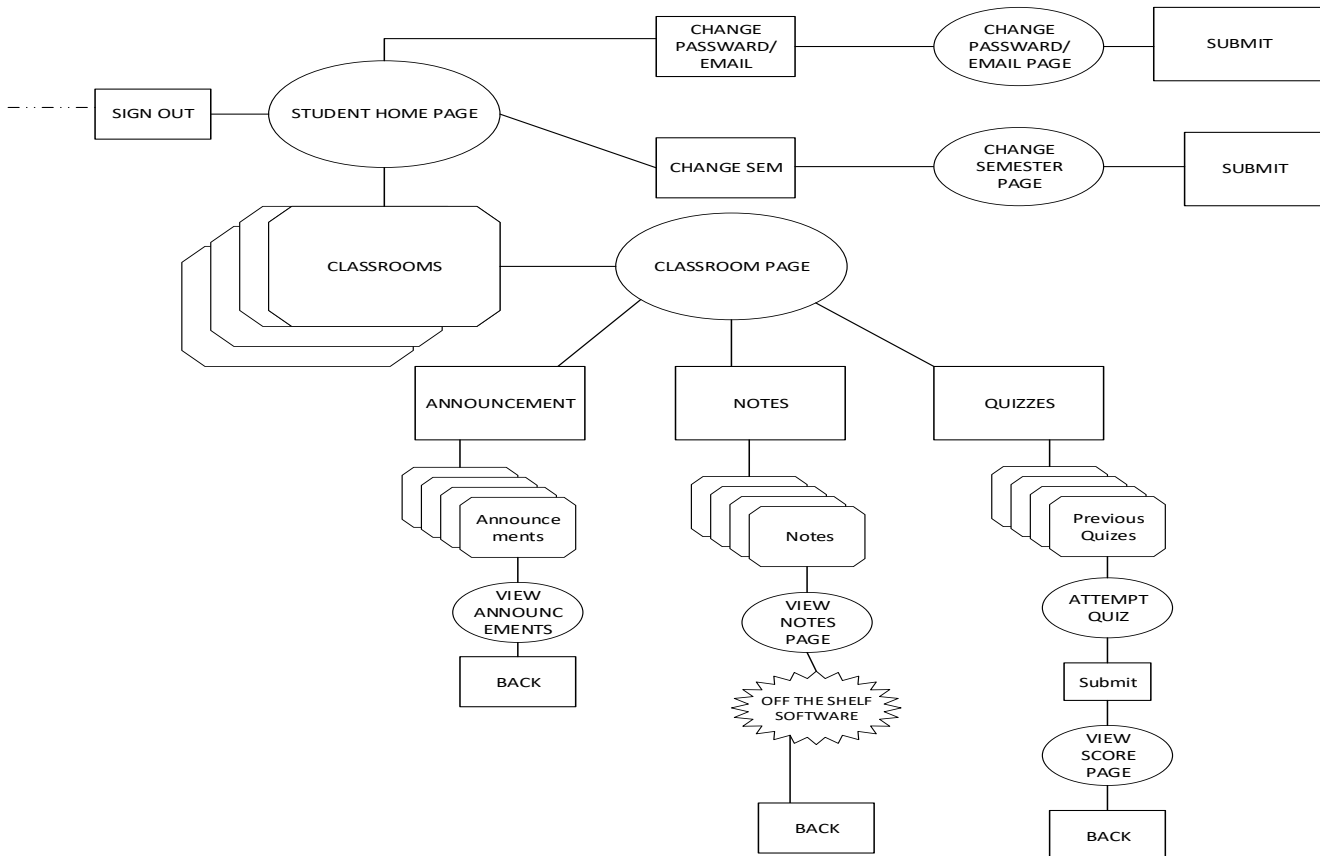 CHANGE
PASSWARD/
EMAIL
CHANGE
PASSWARD/
EMAIL PAGE
SUBMIT
SIGN OUT
STUDENT HOME PAGE
CHANGE SEM
CHANGE
SEMESTER
PAGE
SUBMIT
CLASSROOMS
CLASSROOM PAGE
ANNOUNCEMENT
NOTES
QUIZZES
Announce
ments
Notes
Previous
Quizes
VIEW
ANNOUNC
EMENTS
VIEW
NOTES
PAGE
ATTEMPT
QUIZ
BACK
OFF THE SHELF
SOFTWARE
Submit
VIEW
SCORE
PAGE
BACK
BACK